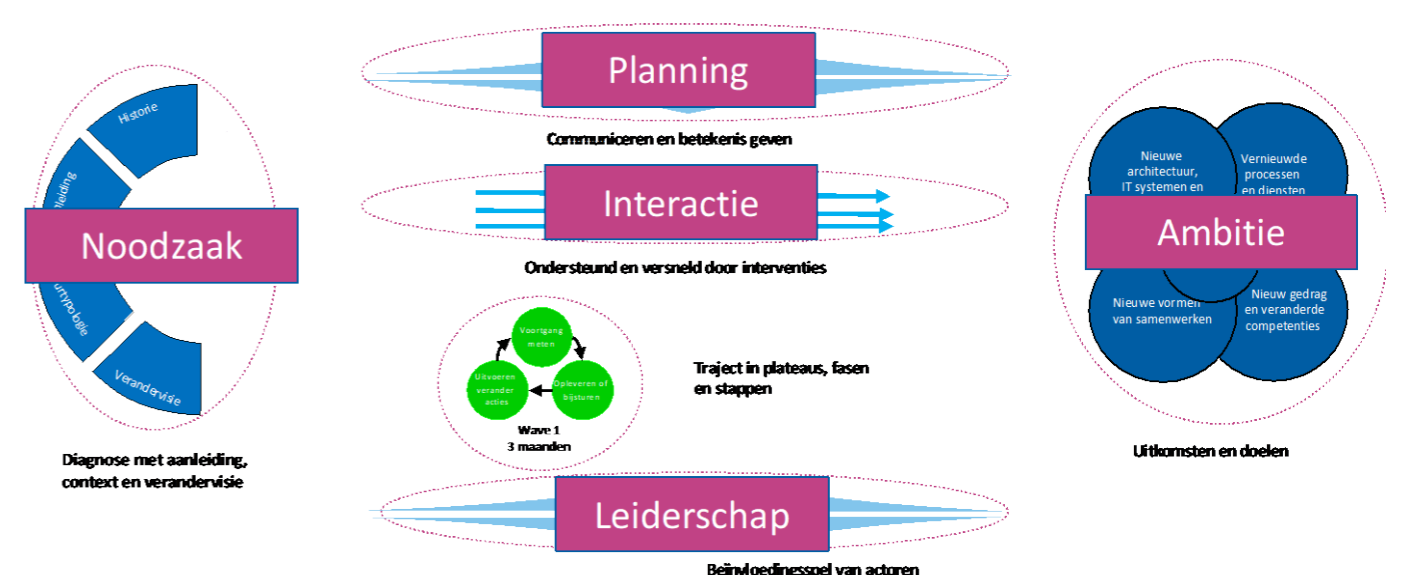 Historie
Noodzaak
Verandervisie
Diagnose met aanleiding,
context en verandervisie
Planning
Communiceren en betekenis geven
Interactie
Ondersteund en versneld door interventies
Voortgang
meten
Uitvoeren
verander
acties
Opleveren of
bijsturen
Wave 1
3 maanden
Traject in plateaus, fasen
en stappen
Leiderschap
Beïnvloedingsspel van actoren
Nieuwe
architectuur,
IT systemen en
Vernieuwde
processen
en diensten
Ambitie
Nieuwe vormen
van samenwerken
Nieuw gedrag
en veranderde
competenties
Uitkomsten en doelen